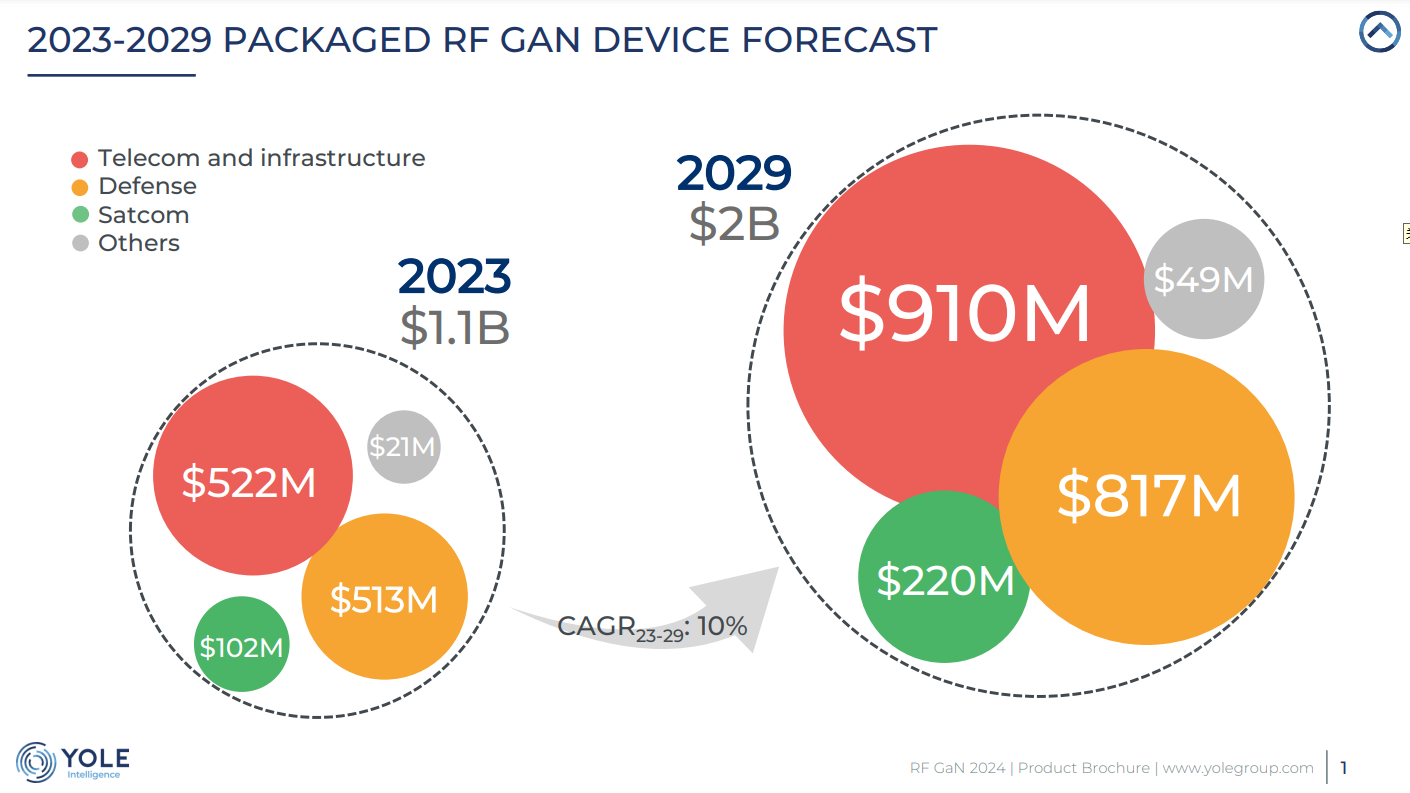 2023-2029 PACKAGED RF GAN DEVICE FORECAST
Telecom and infrastructure
Defense
Satcom
Others
2023
$1.1B
$522M
$21M
$513M
$102M
CAGR23-29: 10%
2029
$2B
$910M
$49M
$817M
$220M
YOLE
Intelligence
RF GaN 2024 | Product Brochure | www.yolegroup.com
1